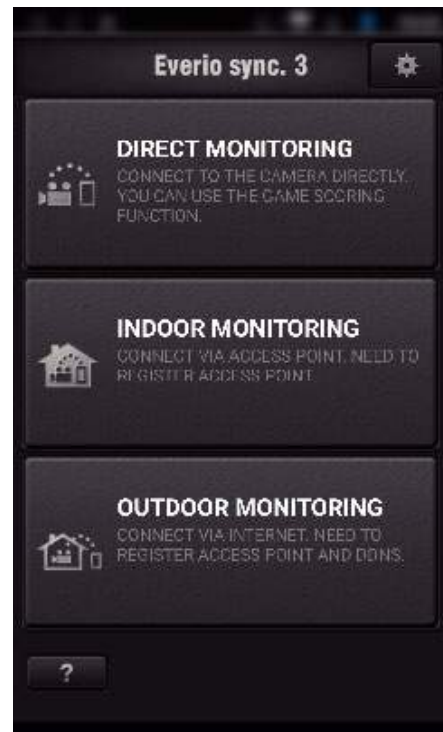 Everio sync. 3
DIRECT MONITORING
CONNECT TO THE CAMERA DIRECTLY.
YOU CAN USE THE GAME SCORING
FUNCTION.
INDOOR MONITORING
CONNECT VIA ACCESS POINT. NEED TO
REGISTER ACCESS POINT
OUTDOOR MONITORING
CONNECT VIA INTERNET. NEED TO
REGISTER ACCESS POINT AND DDNS.
?